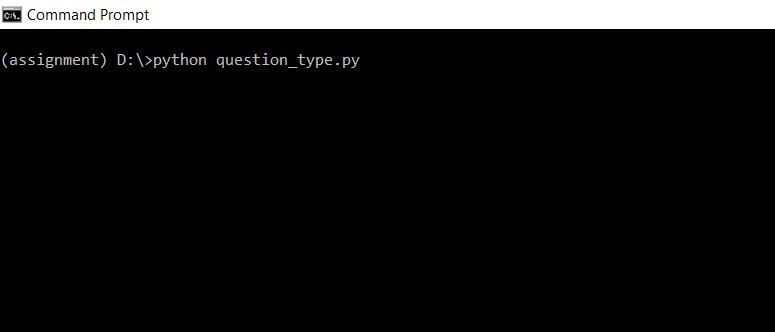 Command Prompt
(assignment) D:\>python question_type.py